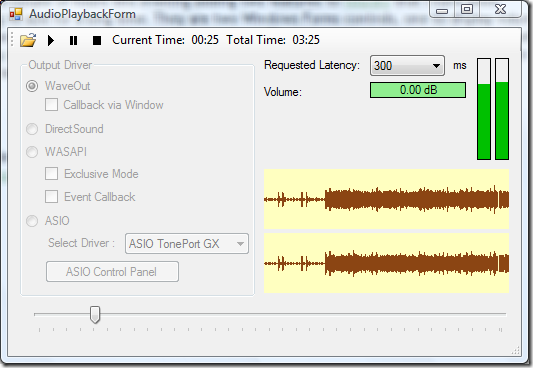 AudioPlaybackForm
Current Time: 00:25 Total Time: 03:25
Output Driver
WaveOut
Callback via Window
DirectSound
WASAPI
Exclusive Mode
Event Callback
ASIO
Select Driver : ASIO TonePort GX
ASIO Control Panel
Requested Latency: 300 ms
Volume: 0.00 dB